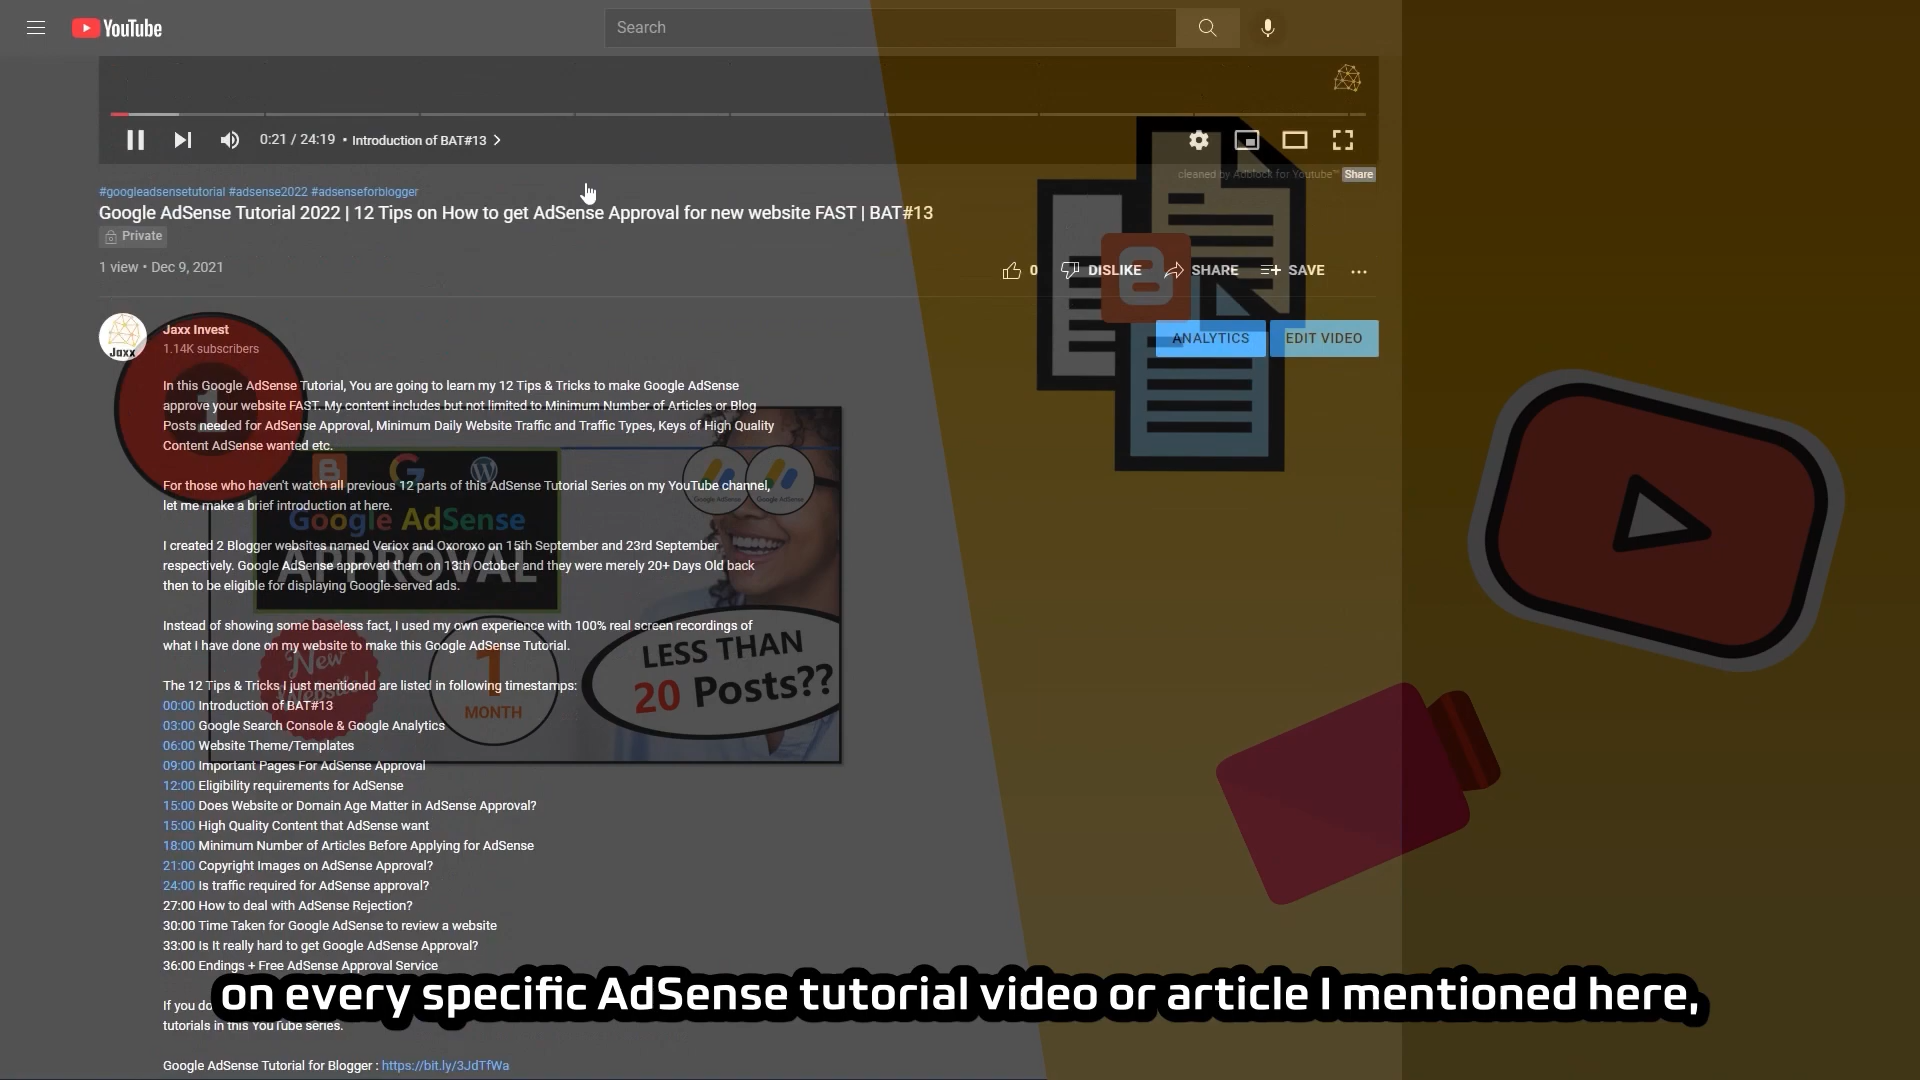 YouTube
Search
0:21 / 24:19 • Introduction of BAT#13
cleaned by Adblock for Youtube™ Share
#googleadsensetutorial #adsense2022 #adsenseforblogger
Google AdSense Tutorial 2022 | 12 Tips on How to get AdSense Approval for new website FAST | BAT#13
Private
1 view • Dec 9, 2021
0 DISLIKE SHARE SAVE
Jaxx
Jaxx Invest
1.14K subscribers
ANALYTICS EDIT VIDEO
1
In this Google AdSense Tutorial, You are going to learn my 12 Tips & Tricks to make Google AdSense
approve your website FAST. My content includes but not limited to Minimum Number of Articles or Blog
Posts needed for AdSense Approval, Minimum Daily Website Traffic and Traffic Types, Keys of High Quality
Content AdSense wanted etc.
For those who haven't watch all previous 12 parts of this AdSense Tutorial Series on my YouTube channel,
let me make a brief introduction at here.
Google AdSense Google AdSense
Google AdSense
APPROVAL
I created 2 Blogger websites named Veriox and Oxoroxo on 15th September and 23rd September
respectively. Google AdSense approved them on 13th October and they were merely 20+ Days Old back
then to be eligible for displaying Google-served ads.
Instead of showing some baseless fact, I used my own experience with 100% real screen recordings of
what I have done on my website to make this Google AdSense Tutorial.
New
Website!
1
MONTH
LESS THAN
20 Posts??
The 12 Tips & Tricks I just mentioned are listed in following timestamps:
00:00 Introduction of BAT#13
03:00 Google Search Console & Google Analytics
06:00 Website Theme/Templates
09:00 Important Pages For AdSense Approval
12:00 Eligibility requirements for AdSense
15:00 Does Website or Domain Age Matter in AdSense Approval?
15:00 High Quality Content that AdSense want
18:00 Minimum Number of Articles Before Applying for AdSense
21:00 Copyright Images on AdSense Approval?
24:00 Is traffic required for AdSense approval?
27:00 How to deal with AdSense Rejection?
30:00 Time Taken for Google AdSense to review a website
33:00 Is It really hard to get Google AdSense Approval?
36:00 Endings + Free AdSense Approval Service
If you do
on every specific AdSense tutorial video or article I mentioned here,
tutorials in this YouTube series.
Google AdSense Tutorial for Blogger : https://bit.ly/3JdTfWa